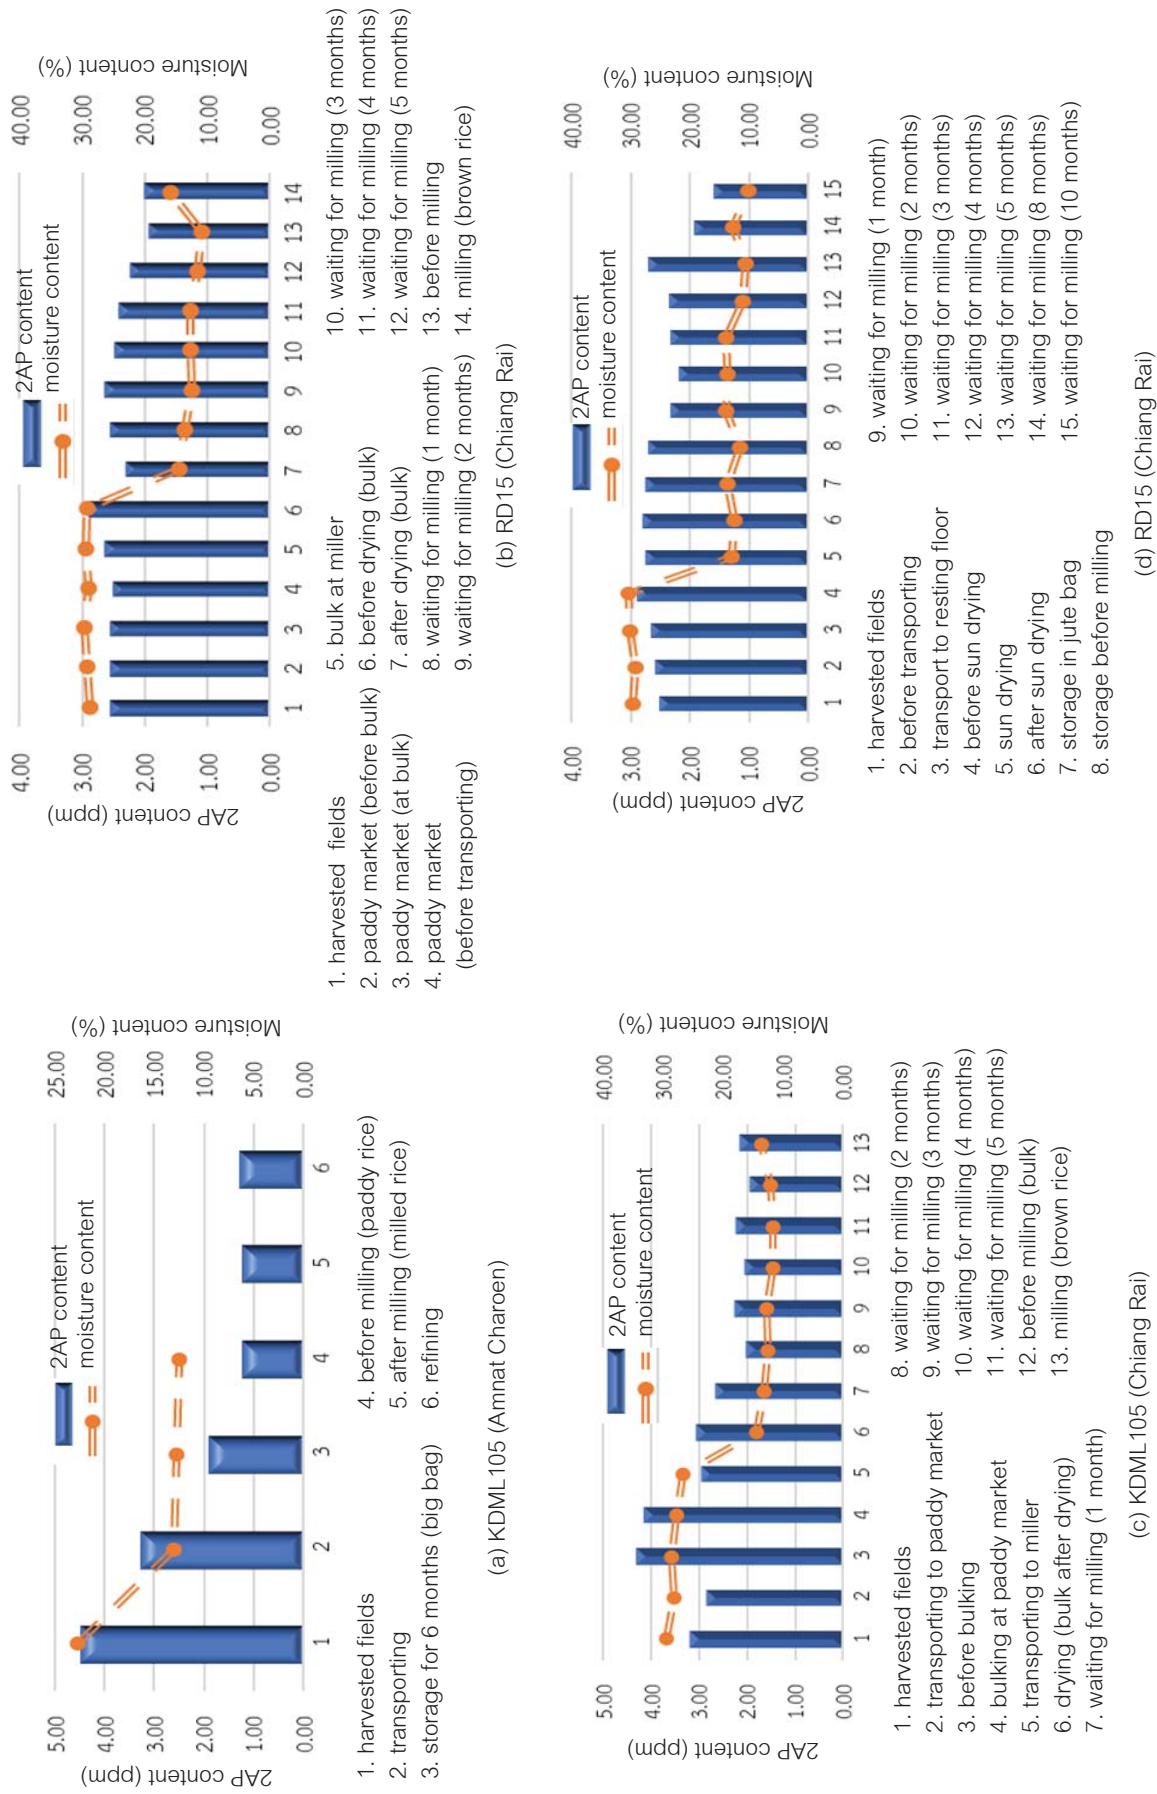 2AP content
moisture content
2AP content (ppm)
5.00
4.00
3.00
2.00
1.00
0.00
Moisture content (%)
25.00
20.00
15.00
10.00
5.00
0.00
1 2 3 4 5 6
1. harvested fields
2. transporting
3. storage for 6 months (big bag)
4. before milling (paddy rice)
5. after milling (milled rice)
6. refining
(a) KDML105 (Amnat Charoen)
2AP content
moisture content
2AP content (ppm)
4.00
3.00
2.00
1.00
0.00
Moisture content (%)
40.00
30.00
20.00
10.00
0.00
1 2 3 4 5 6 7 8 9 10 11 12 13 14
1. harvested fields
2. paddy market (before bulk)
3. paddy market (at bulk)
4. paddy market
(before transporting)
5. bulk at miller
6. before drying (bulk)
7. after drying (bulk)
8. waiting for milling (1 month)
9. waiting for milling (2 months)
10. waiting for milling (3 months)
11. waiting for milling (4 months)
12. waiting for milling (5 months)
13. before milling
14. milling (brown rice)
(b) RD15 (Chiang Rai)
2AP content
moisture content
2AP content (ppm)
5.00
4.00
3.00
2.00
1.00
0.00
Moisture content (%)
40.00
30.00
20.00
10.00
0.00
1 2 3 4 5 6 7 8 9 10 11 12 13
1. harvested fields
2. transporting to paddy market
3. before bulking
4. bulking at paddy market
5. transporting to miller
6. drying (bulk after drying)
7. waiting for milling (1 month)
8. waiting for milling (2 months)
9. waiting for milling (3 months)
10. waiting for milling (4 months)
11. waiting for milling (5 months)
12. before milling (bulk)
13. milling (brown rice)
(c) KDML105 (Chiang Rai)
2AP content
moisture content
2AP content (ppm)
4.00
3.00
2.00
1.00
0.00
Moisture content (%)
40.00
30.00
20.00
10.00
0.00
1 2 3 4 5 6 7 8 9 10 11 12 13 14 15
1. harvested fields
2. before transporting
3. transport to resting floor
4. before sun drying
5. sun drying
6. after sun drying
7. storage in jute bag
8. storage before milling
9. waiting for milling (1 month)
10. waiting for milling (2 months)
11. waiting for milling (3 months)
12. waiting for milling (4 months)
13. waiting for milling (5 months)
14. waiting for milling (8 months)
15. waiting for milling (10 months)
(d) RD15 (Chiang Rai)